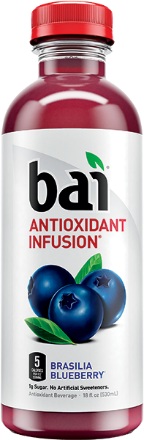 bai
ANTIOXIDANT
INFUSION*
5
BRASILIA
BLUEBERRY
1g Sugar. No Artificial Sweeteners.
Antioxidant Beverage • 18 fl oz (530mL)